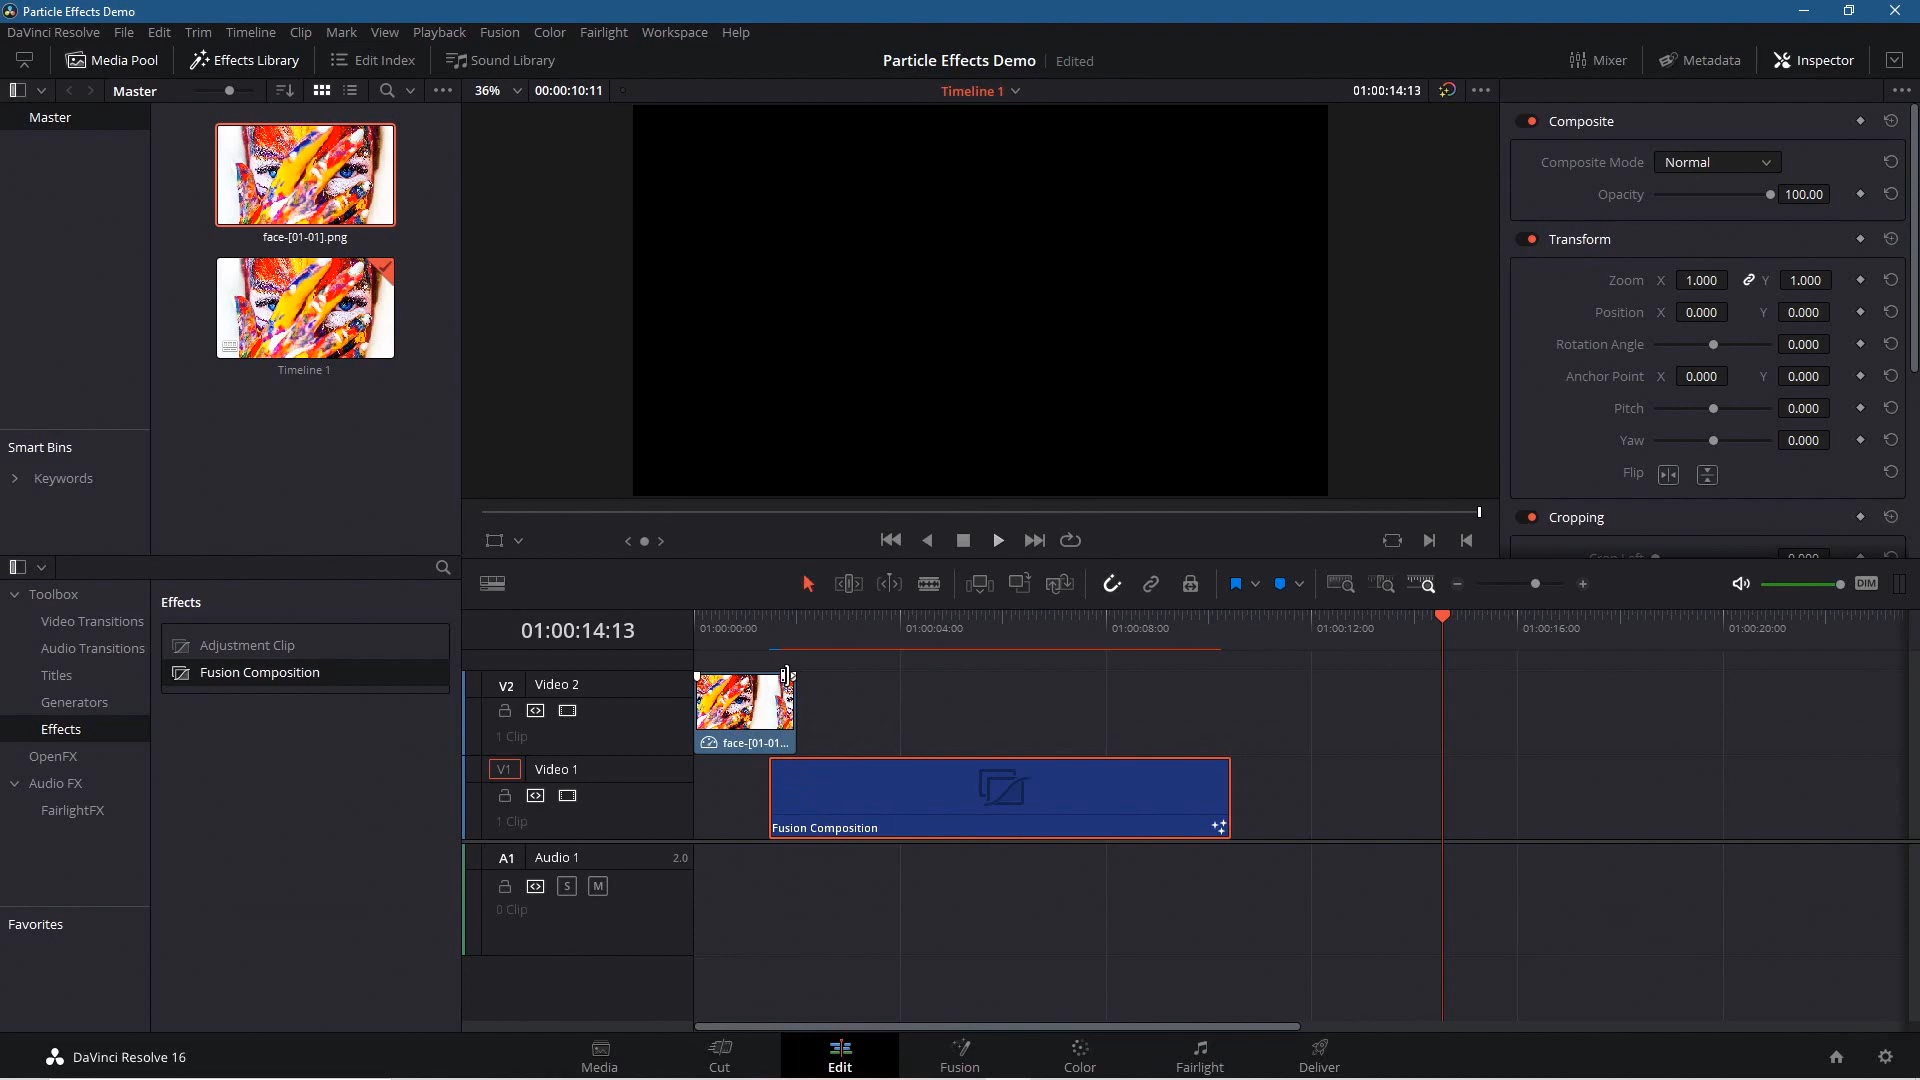 Particle Effects Demo
DaVinci Resolve File Edit Trim Timeline Clip Mark View Playback Fusion Color Fairlight Workspace Help
Media Pool Effects Library Edit Index Sound Library Particle Effects Demo Edited Mixer Metadata Inspector
Master 36% 00:00:10:11 Timeline 1 01:00:14:13
Master
face-[01-01].png
Timeline 1
Smart Bins
Keywords
Composite
Composite Mode Normal
Opacity 100.00
Transform
Zoom X 1.000 Y 1.000
Position X 0.000 Y 0.000
Rotation Angle 0.000
Anchor Point X 0.000 Y 0.000
Pitch 0.000
Yaw 0.000
Flip
Cropping
Crop Left 0.000
Toolbox
Video Transitions
Audio Transitions
Titles
Generators
Effects
OpenFX
Audio FX
FairlightFX
Favorites
Effects
Adjustment Clip
Fusion Composition
DIM
01:00:14:13
01:00:00:00 01:00:04:00 01:00:08:00 01:00:12:00 01:00:16:00 01:00:20:00
V2 Video 2
1 Clip
face-[01-01...
V1 Video 1
1 Clip
Fusion Composition
A1 Audio 1 2.0
S M
0 Clip
DaVinci Resolve 16
Media Cut Edit Fusion Color Fairlight Deliver